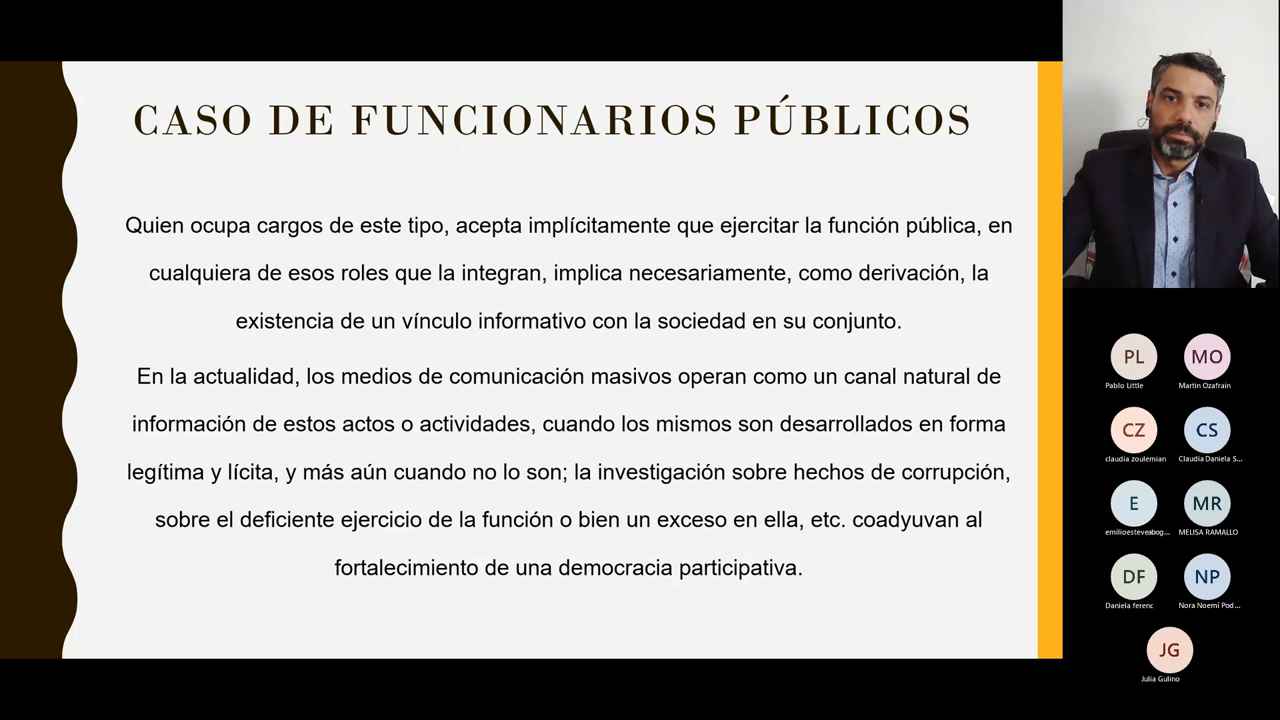 CASO DE FUNCIONARIOS PÚBLICOS
Quien ocupa cargos de este tipo, acepta implícitamente que ejercitar la función pública, en
cualquiera de esos roles que la integran, implica necesariamente, como derivación, la
existencia de un vínculo informativo con la sociedad en su conjunto.
En la actualidad, los medios de comunicación masivos operan como un canal natural de
información de estos actos o actividades, cuando los mismos son desarrollados en forma
legítima y lícita, y más aún cuando no lo son; la investigación sobre hechos de corrupción,
sobre el deficiente ejercicio de la función o bien un exceso en ella, etc. coadyuvan al
fortalecimiento de una democracia participativa.
PL
MO
Pablo Little
Martin Ozafrain
CZ
CS
claudia zoulemian
Claudia Daniela S...
E
MR
emilioesteveabog...
MELISA RAMALLO
DF
NP
Daniela ferenc
Nora Noemí Pod...
JG
Julia Gulino